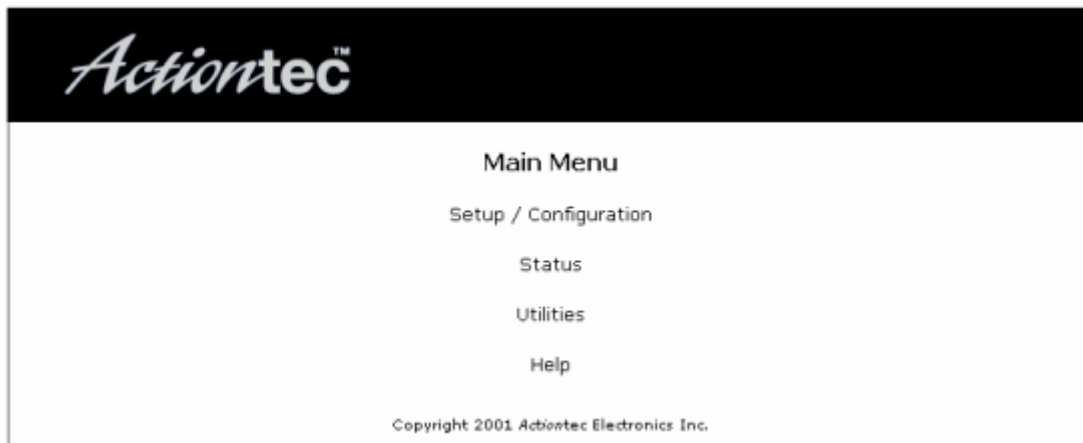 Actiontec™
Main Menu
Setup / Configuration
Status
Utilities
Help
Copyright 2001 Actiontec Electronics Inc.